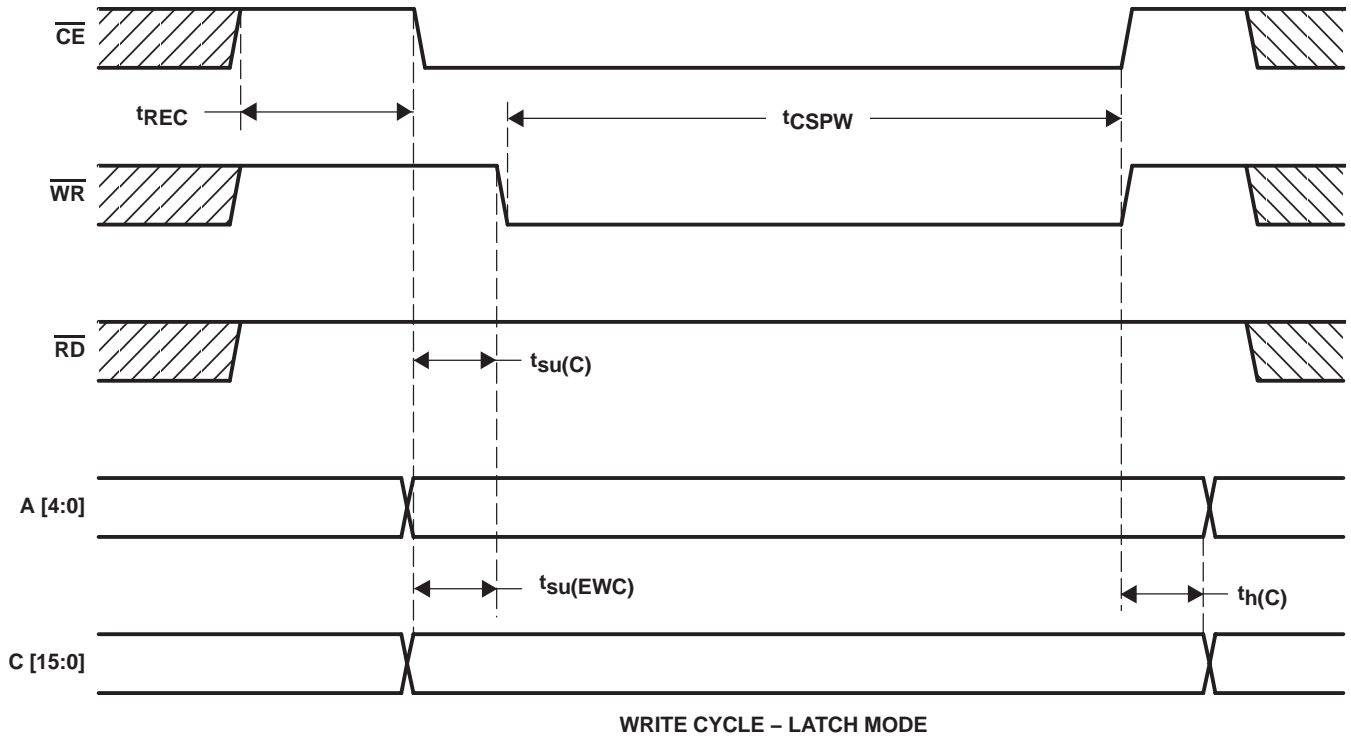 CE
tREC
tCSPW
WR
RD
tsu(C)
A [4:0]
tsu(EWC)
th(C)
C [15:0]
WRITE CYCLE – LATCH MODE